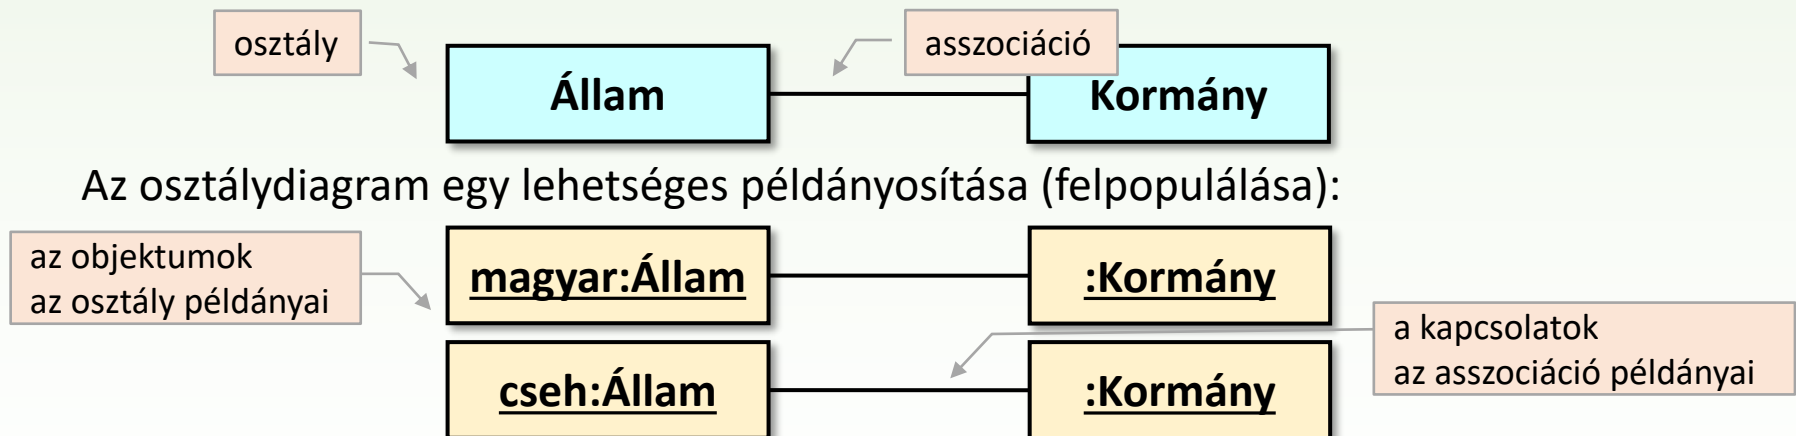 osztály
asszociáció
Állam
Kormány
Az osztálydiagram egy lehetséges példányosítása (felpopulálása):
az objektumok
az osztály példányai
magyar:Állam
:Kormány
a kapcsolatok
az asszociáció példányai
cseh:Állam
:Kormány